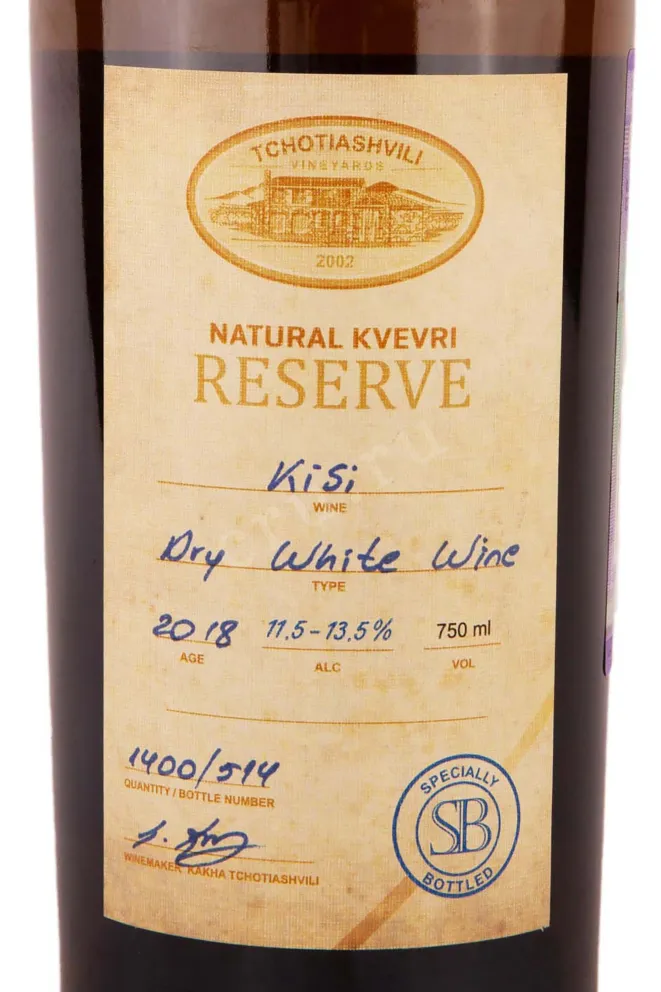 TCHOTIASHVILI
VINEYARDS
2002
NATURAL KVEVRI
RESERVE
Kisi
WINE
Dry White Wine
TYPE
2018 11,5-13,5% 750 ml
AGE ALC VOL
1400/514
QUANTITY / BOTTLE NUMBER
WINEMAKER KAKHA TCHOTIASHVILI
SPECIALLY
SB
BOTTLED